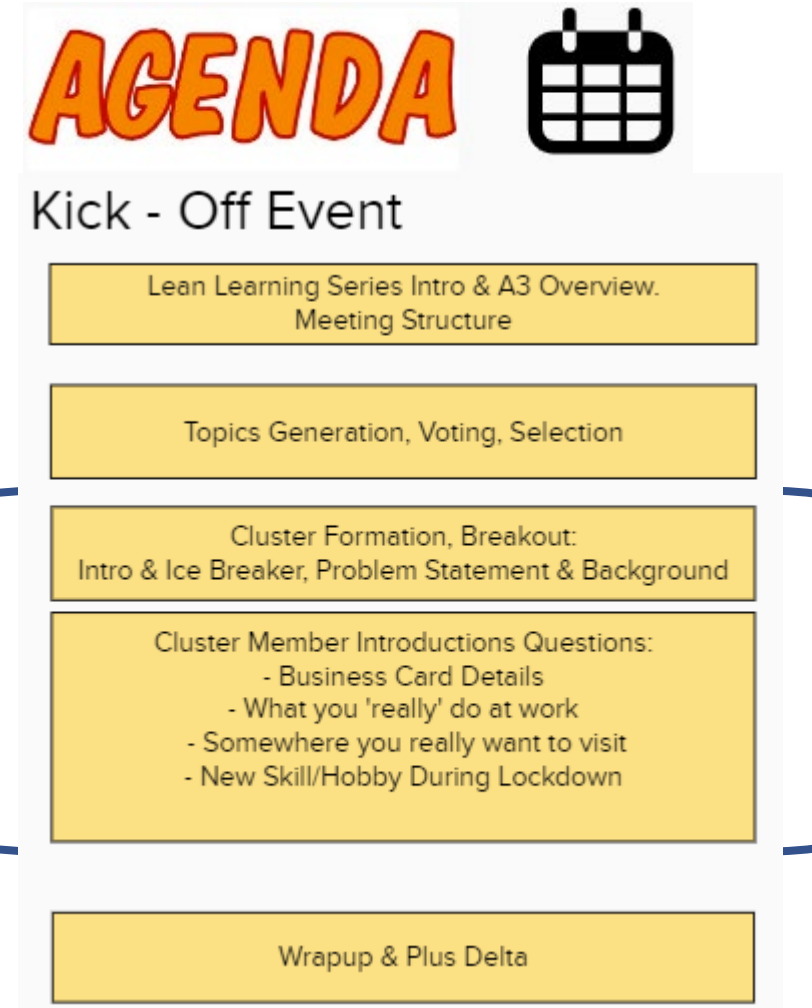 AGENDA
Kick - Off Event
Lean Learning Series Intro & A3 Overview.
Meeting Structure
Topics Generation, Voting, Selection
Cluster Formation, Breakout:
Intro & Ice Breaker, Problem Statement & Background
Cluster Member Introductions Questions:
- Business Card Details
- What you 'really' do at work
- Somewhere you really want to visit
- New Skill/Hobby During Lockdown
Wrapup & Plus Delta